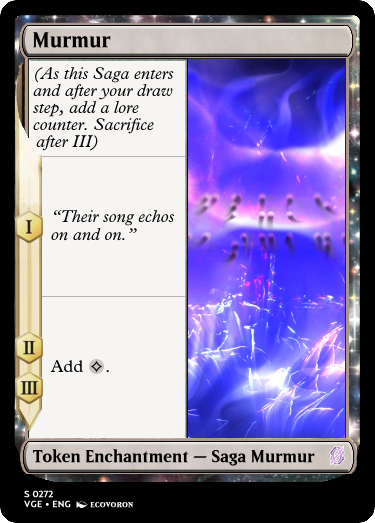 Murmur
(As this Saga enters
and after your draw
step, add a lore
counter. Sacrifice
after III)
I
“Their song echos
on and on.”
II
III
Add .
Token Enchantment — Saga Murmur
S 0272
VGE • ENG ECOVORON